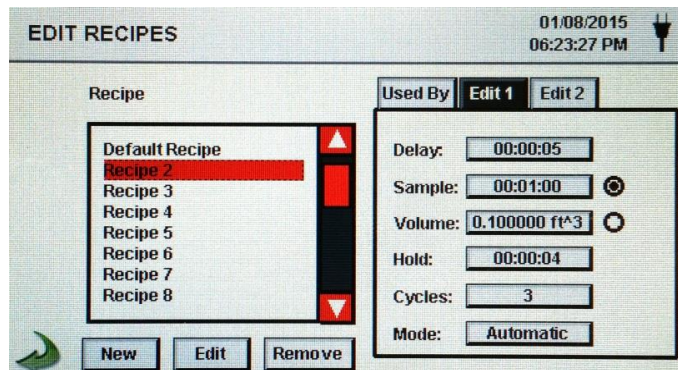 EDIT RECIPES
01/08/2015
06:23:27 PM
Recipe
Default Recipe
Recipe 2
Recipe 3
Recipe 4
Recipe 5
Recipe 6
Recipe 7
Recipe 8
New Edit Remove
Used By Edit 1 Edit 2
Delay: 00:00:05
Sample: 00:01:00
Volume: 0.100000 ft^3
Hold: 00:00:04
Cycles: 3
Mode: Automatic